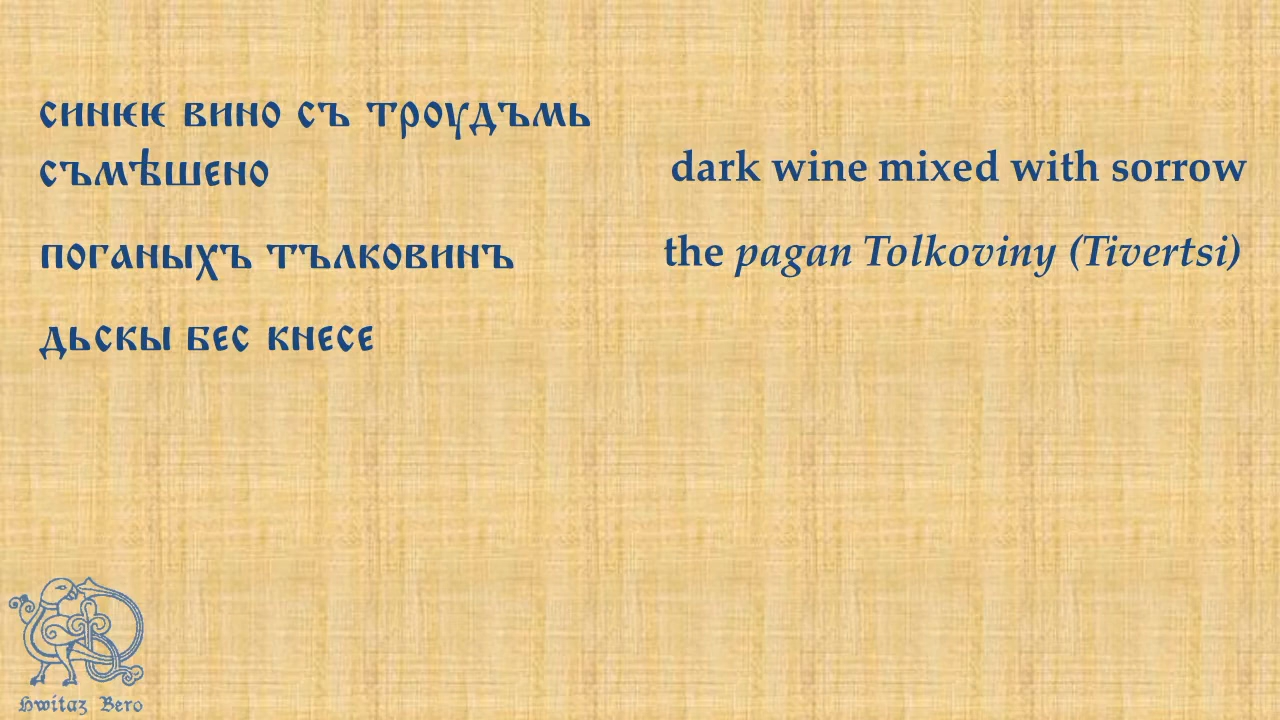 синѥѥ вино съ троудъмь
съмѣшено
dark wine mixed with sorrow
поганыхъ тълковинъ
the pagan Tolkoviny (Tivertsi)
дьскы бес кнесе
Hwitaz Bero